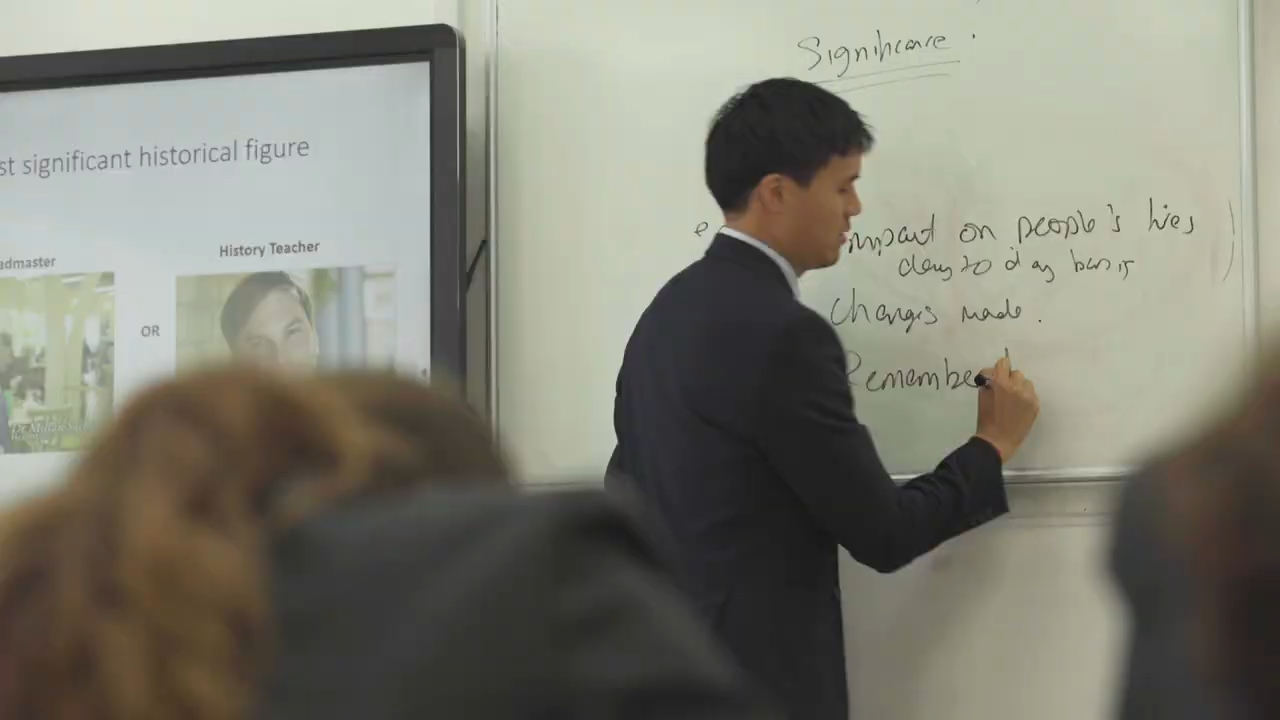 st significant historical figure
admaster
History Teacher
OR
Significance.
e
impact on people's lives
day to day basis
Changes made.
Remembe